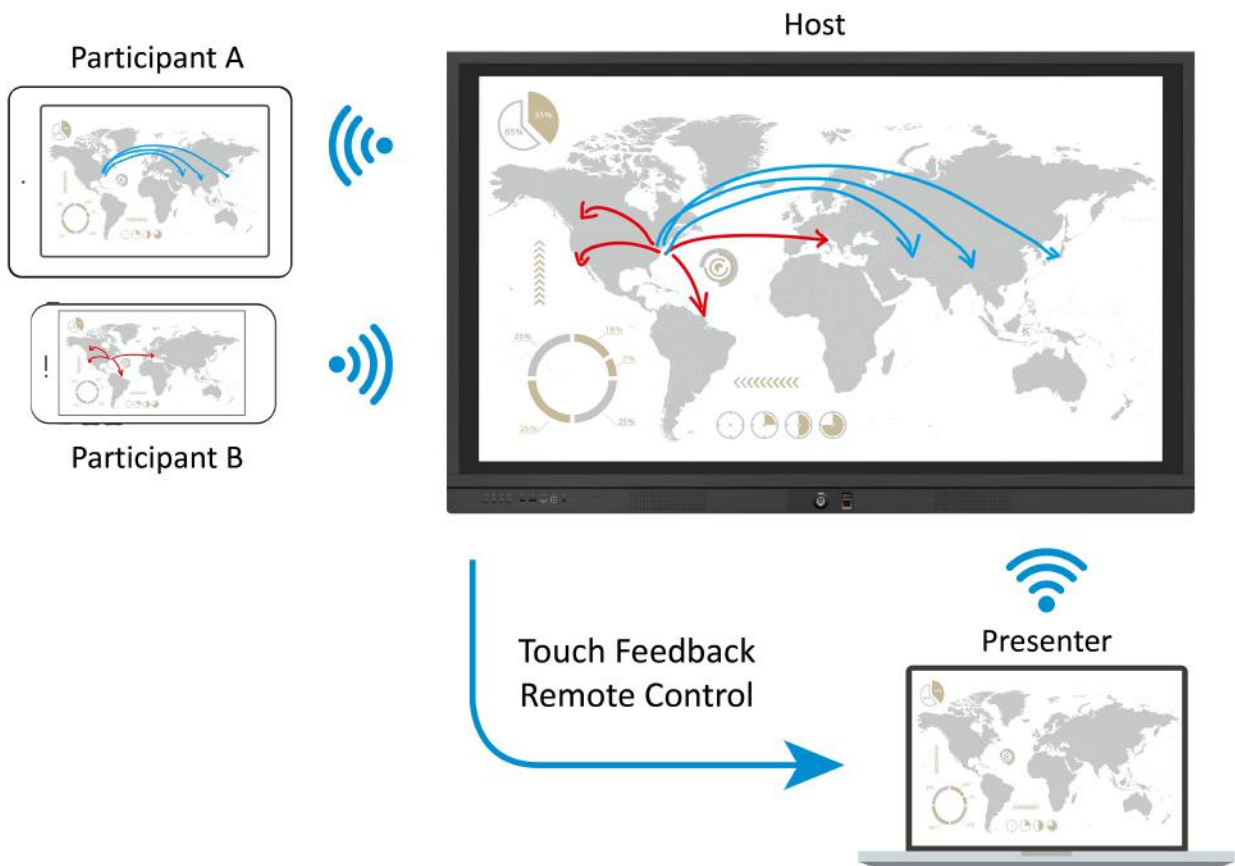 Host
Participant A
35%
65%
25%
18%
7%
25%
25%
Participant B
Touch Feedback
Remote Control
Presenter